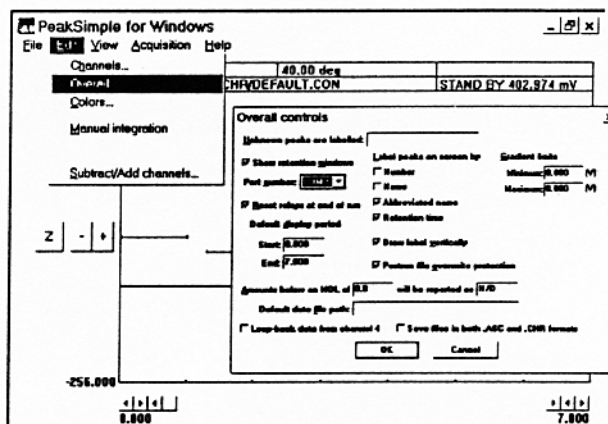 PeakSimple for Windows
File Edit View Acquisition Help
Channels...
Overall
Colors...
Manual integration
Subtract/Add channels...
40.00 deg
CHR/DEFAULT.CON STAND BY 402.974 mV
Z - +
-256.000
0.000 7.000
Overall controls
Unknown peaks are labelled:
Show retention windows
Port number:
Reset relays at end of run
Default display period
Start: 0.000
End: 7.000
Label peaks on screen by
Number
Name
Abbreviated name
Retention time
Draw label vertically
Postrun file overwrite protection
Gradient limits
Minimum: 0.000 (M)
Maximum: 0.000 (M)
Amounts below an MDL of 0.0 will be reported as N/D
Default data file path:
Loop-back data from channel 4 Save files in both .ASC and .CHR formats
OK Cancel